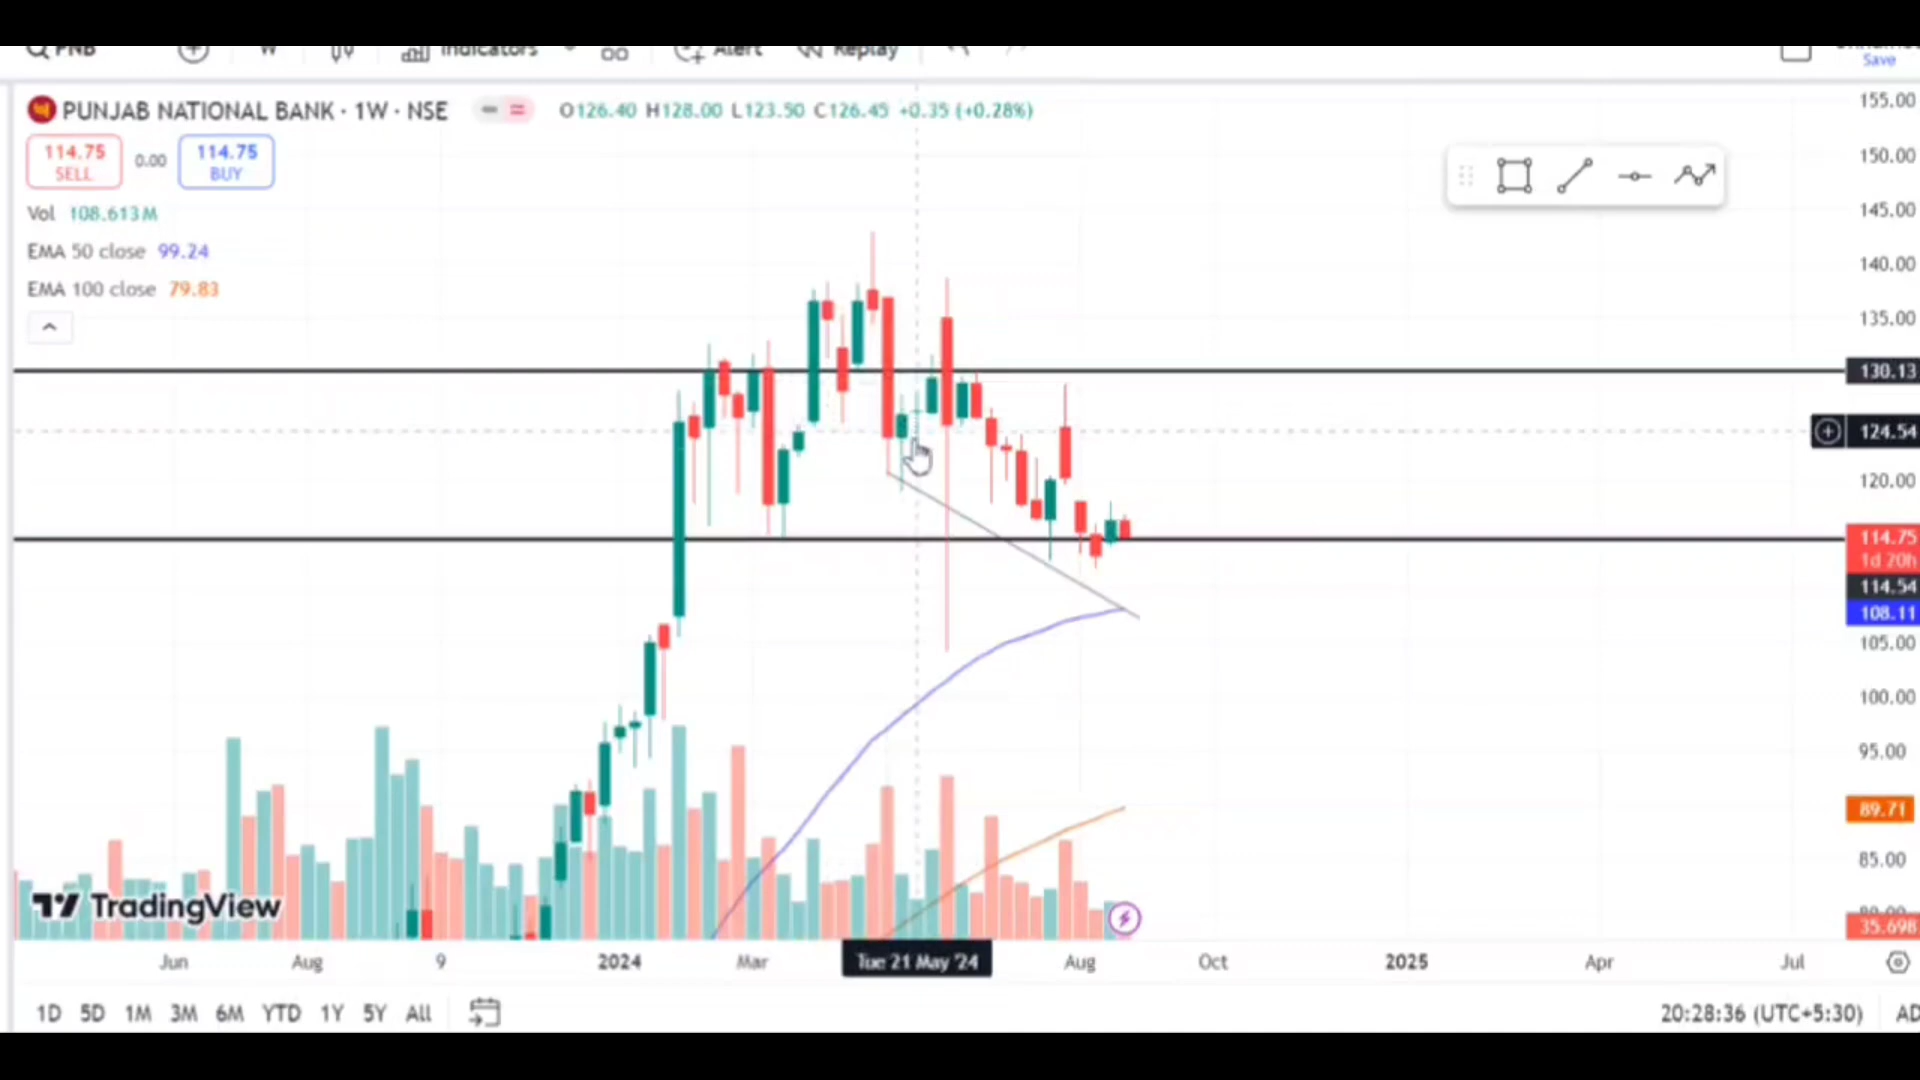 PNB W Indicators Alert Replay
Save
PUNJAB NATIONAL BANK · 1W · NSE O126.40 H128.00 L123.50 C126.45 +0.35 (+0.28%)
114.75 SELL 0.00 114.75 BUY
Vol 108.613M
EMA 50 close 99.24
EMA 100 close 79.83
155.00
150.00
145.00
140.00
135.00
130.13
124.54
120.00
114.75
1d 20h
114.54
108.11
105.00
100.00
95.00
89.71
85.00
80.00
35.698
TradingView
Jun Aug 9 2024 Mar Tue 21 May '24 Aug Oct 2025 Apr Jul
1D 5D 1M 3M 6M YTD 1Y 5Y All 20:28:36 (UTC+5:30) AD